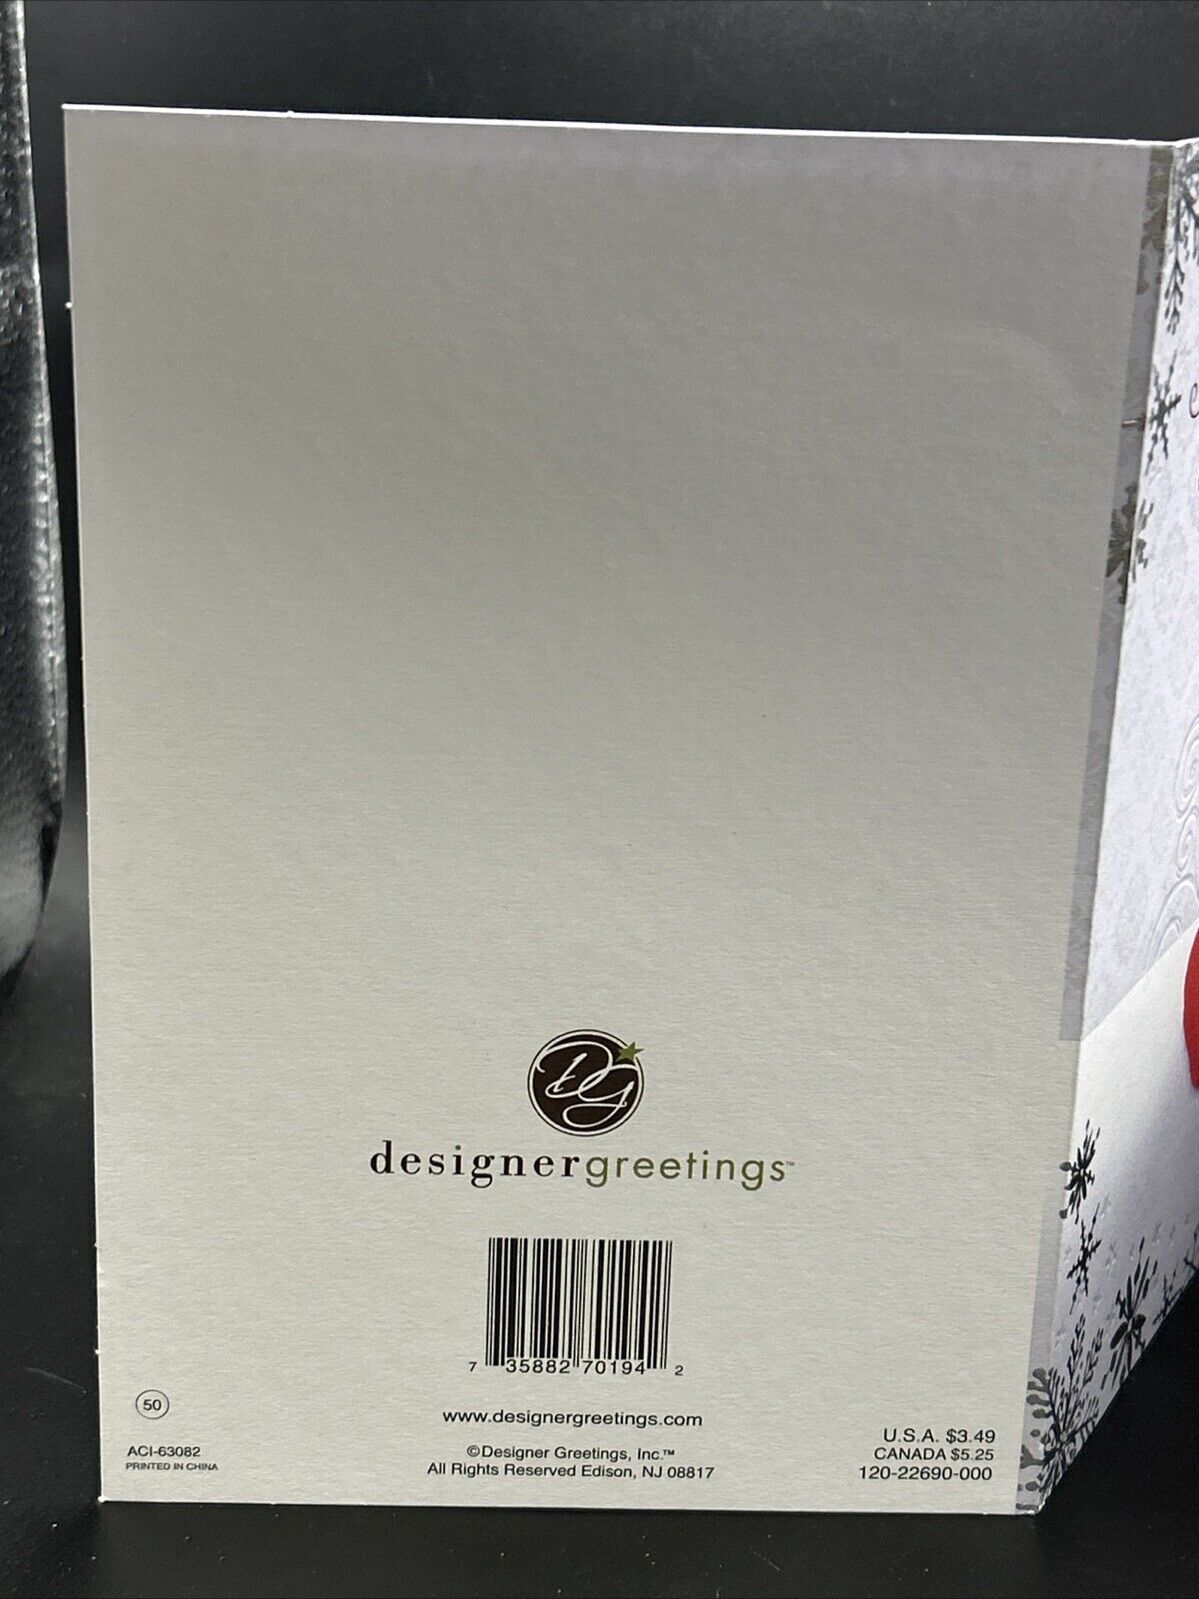 DG
designergreetings™
7 35882 70194 2
50
www.designergreetings.com
ACI-63082
PRINTED IN CHINA
©Designer Greetings, Inc.™
All Rights Reserved Edison, NJ 08817
U.S.A. $3.49
CANADA $5.25
120-22690-000